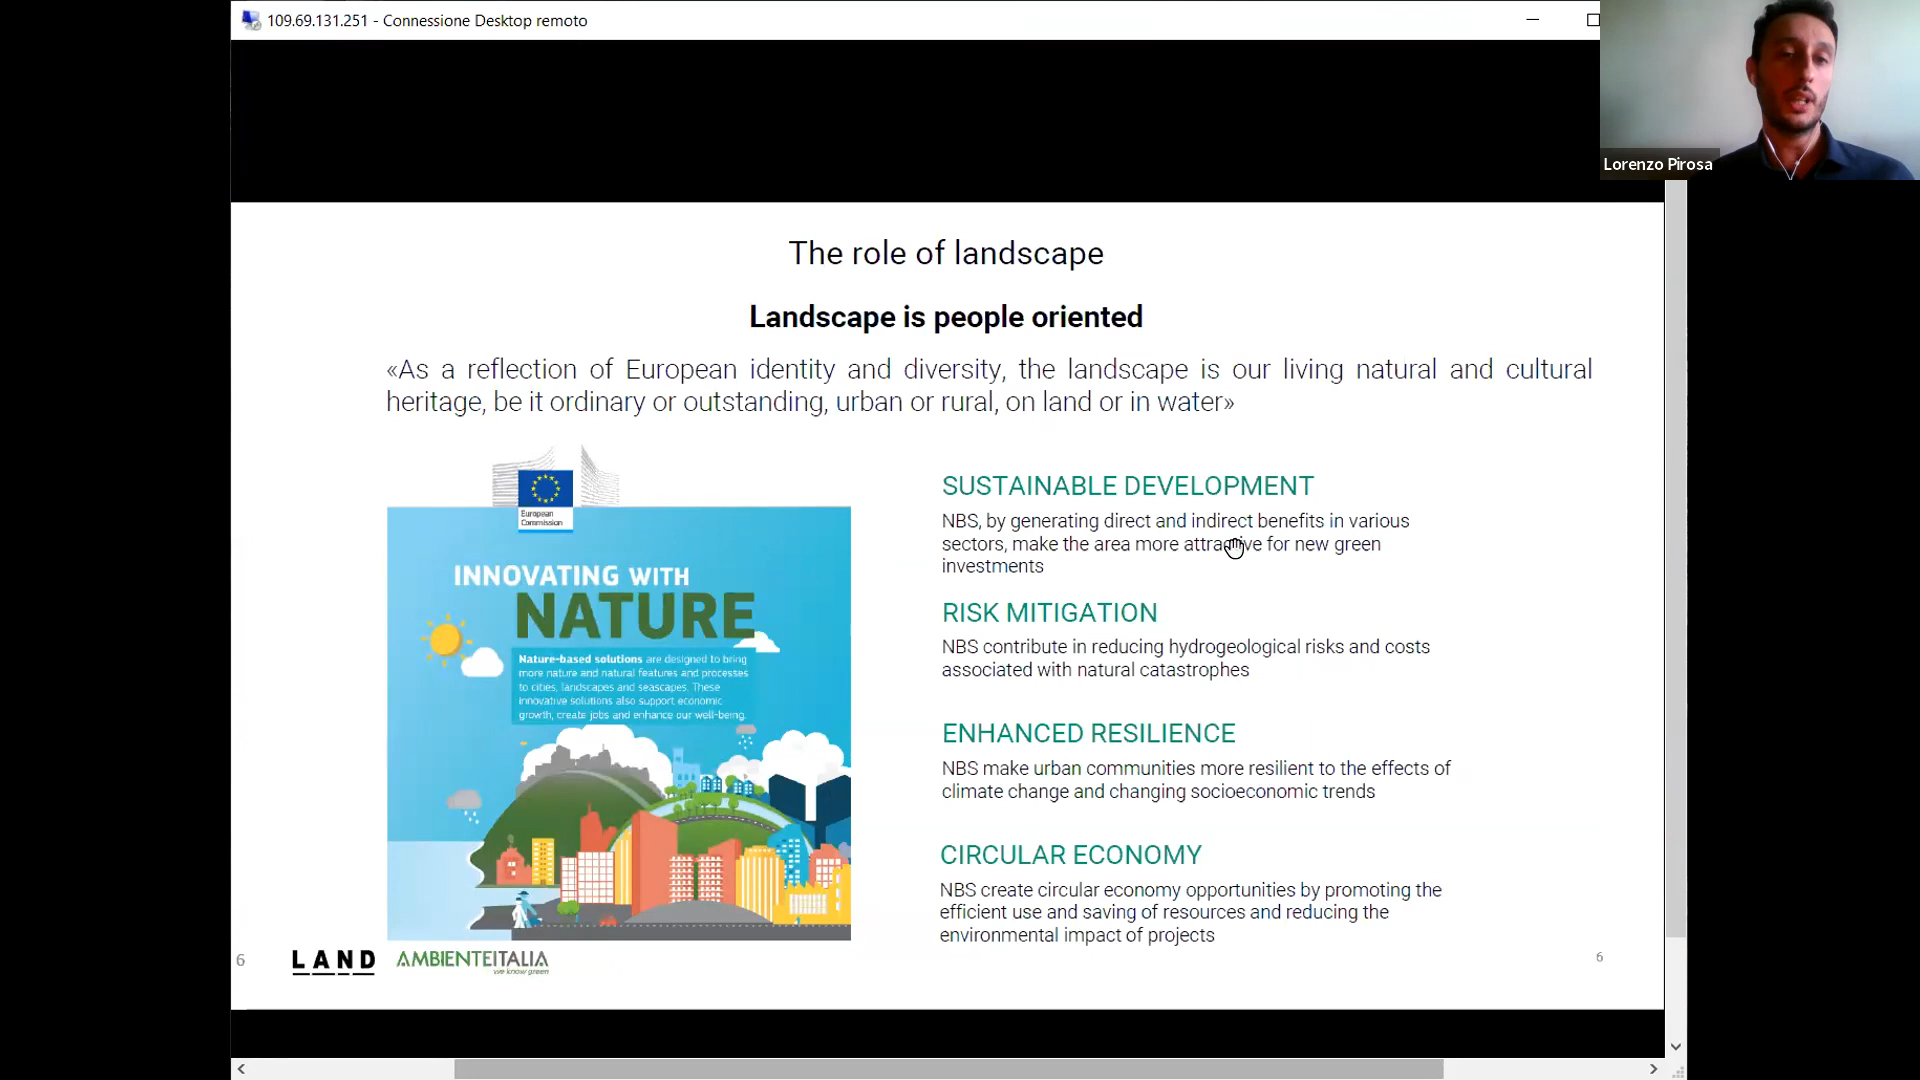 109.69.131.251 - Connessione Desktop remoto
Lorenzo Pirosa
The role of landscape
Landscape is people oriented
«As a reflection of European identity and diversity, the landscape is our living natural and cultural
heritage, be it ordinary or outstanding, urban or rural, on land or in water»
European
Commission
INNOVATING WITH
NATURE
Nature-based solutions are designed to bring
more nature and natural features and processes
to cities, landscapes and seascapes. These
innovative solutions also support economic
growth, create jobs and enhance our well-being.
SUSTAINABLE DEVELOPMENT
NBS, by generating direct and indirect benefits in various
sectors, make the area more attractive for new green
investments
RISK MITIGATION
NBS contribute in reducing hydrogeological risks and costs
associated with natural catastrophes
ENHANCED RESILIENCE
NBS make urban communities more resilient to the effects of
climate change and changing socioeconomic trends
CIRCULAR ECONOMY
NBS create circular economy opportunities by promoting the
efficient use and saving of resources and reducing the
environmental impact of projects
6
LAND
AMBIENTEITALIA
we know green
6